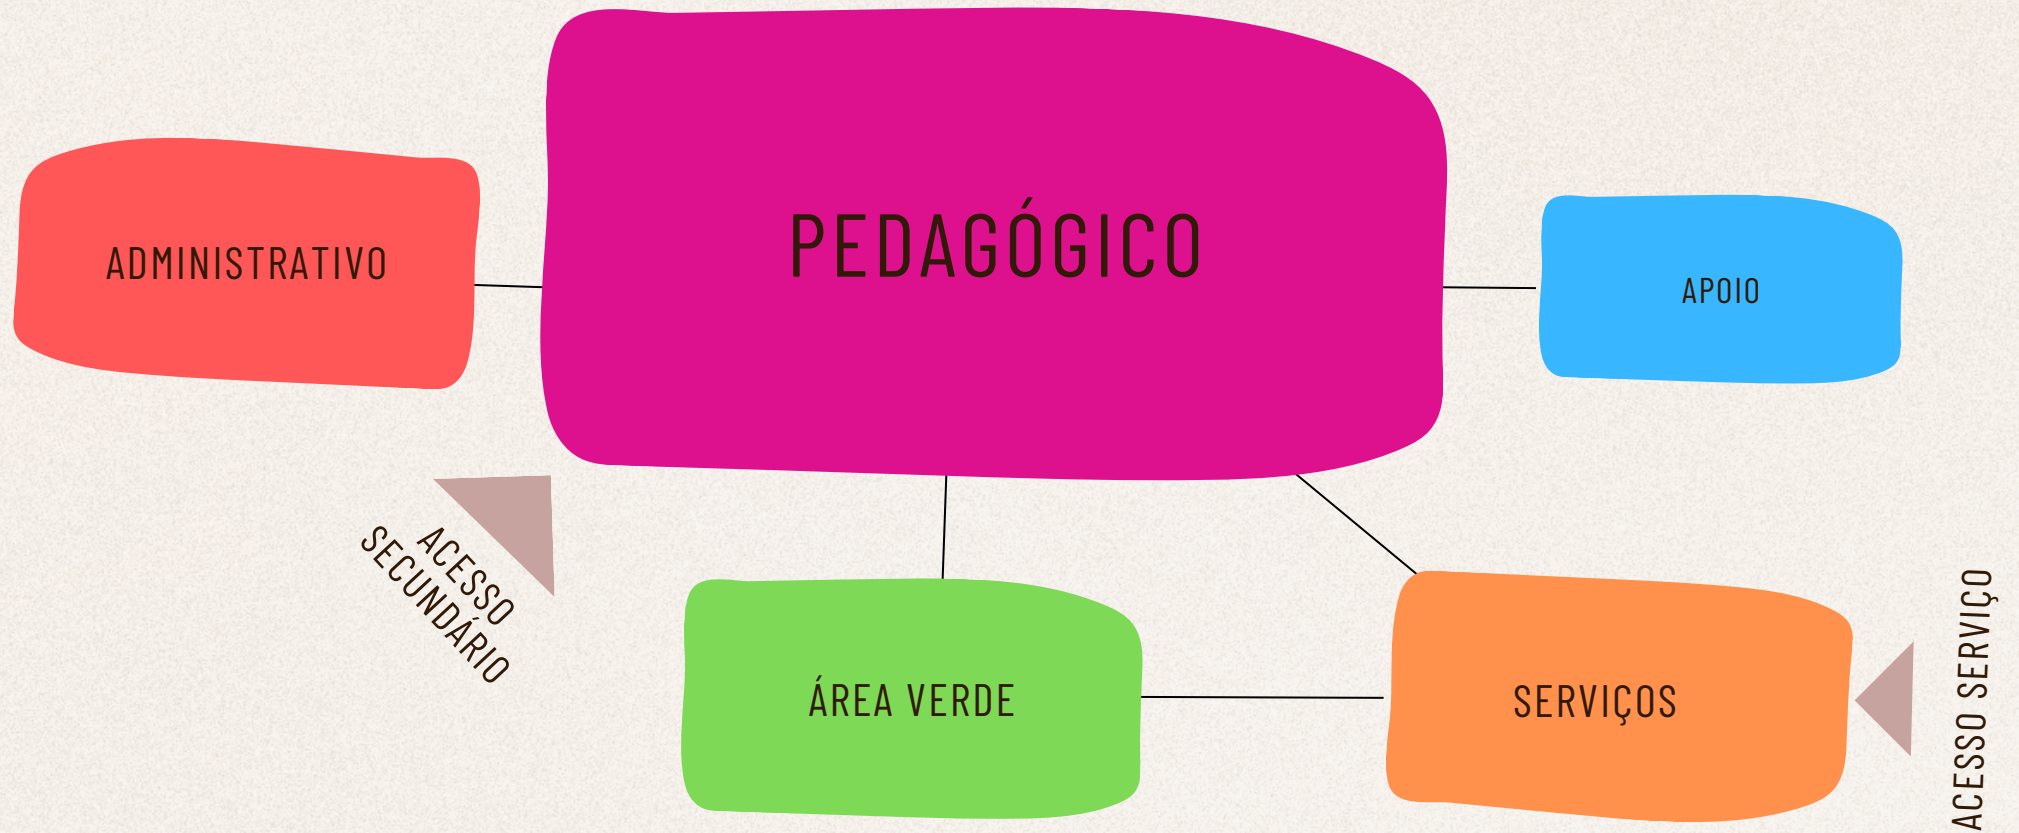 PEDAGÓGICO
ADMINISTRATIVO
APOIO
ACESSO
SECUNDÁRIO
ÁREA VERDE
SERVIÇOS
ACESSO SERVIÇO